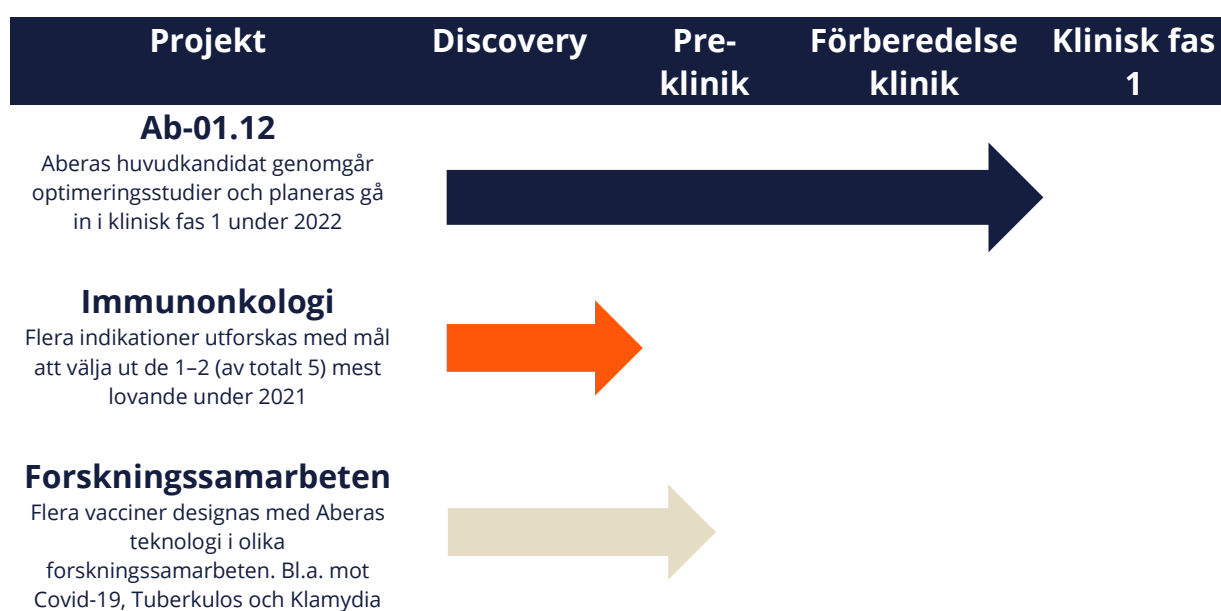 Projekt
Discovery
Pre-
klinik
Förberedelse
klinik
Klinisk fas
1
Ab-01.12
Aberas huvudkandidat genomgår
optimeringsstudier och planeras gå
in i klinisk fas 1 under 2022
Immunonkologi
Flera indikationer utforskas med mål
att välja ut de 1–2 (av totalt 5) mest
lovande under 2021
Forskningssamarbeten
Flera vacciner designas med Aberas
teknologi i olika
forskningssamarbeten. Bl.a. mot
Covid-19, Tuberkulos och Klamydia